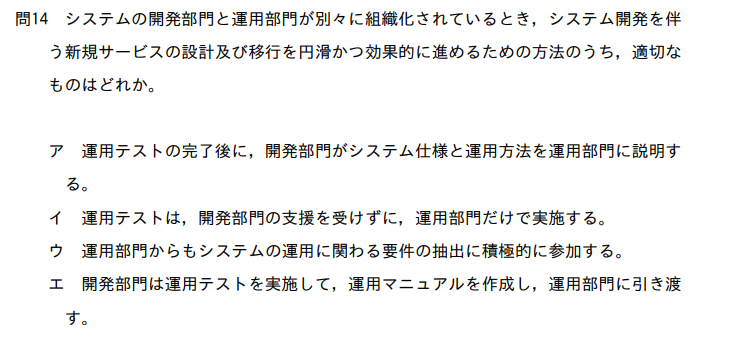 問14　システムの開発部門と運用部門が別々に組織化されているとき，システム開発を伴
う新規サービスの設計及び移行を円滑かつ効果的に進めるための方法のうち，適切な
ものはどれか。
ア　運用テストの完了後に，開発部門がシステム仕様と運用方法を運用部門に説明す
る。
イ　運用テストは，開発部門の支援を受けずに，運用部門だけで実施する。
ウ　運用部門からもシステムの運用に関わる要件の抽出に積極的に参加する。
エ　開発部門は運用テストを実施して，運用マニュアルを作成し，運用部門に引き渡
す。